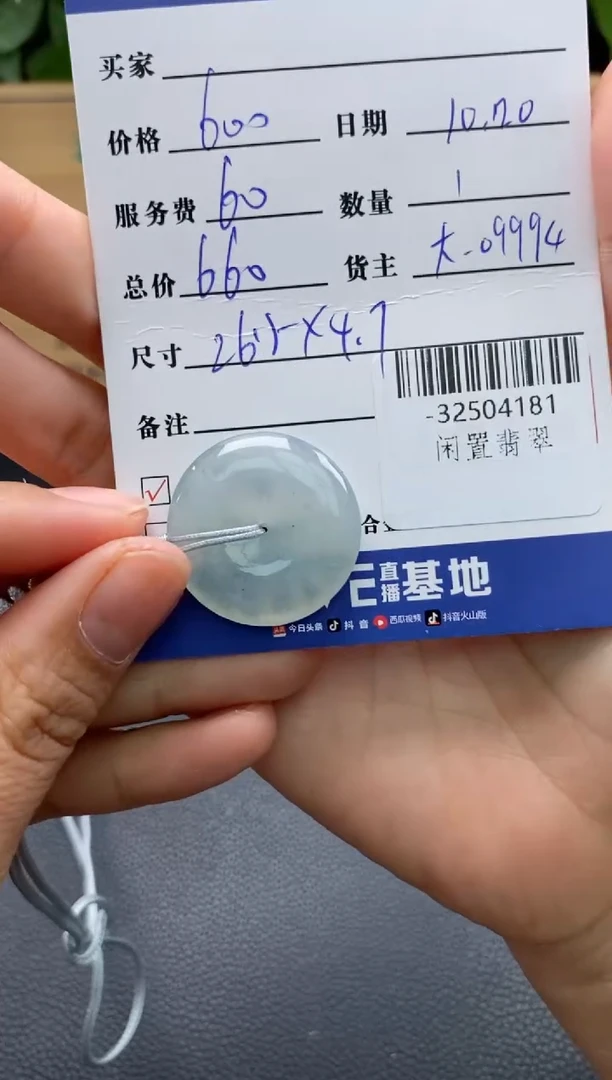 买家
价格 600 日期 10.20
服务费 60 数量 1
总价 660 货主 09994
尺寸 26.5×4.7
-32504181
备注 闲置翡翠
合
直播基地
今日头条 抖音 西瓜视频 抖音火山版